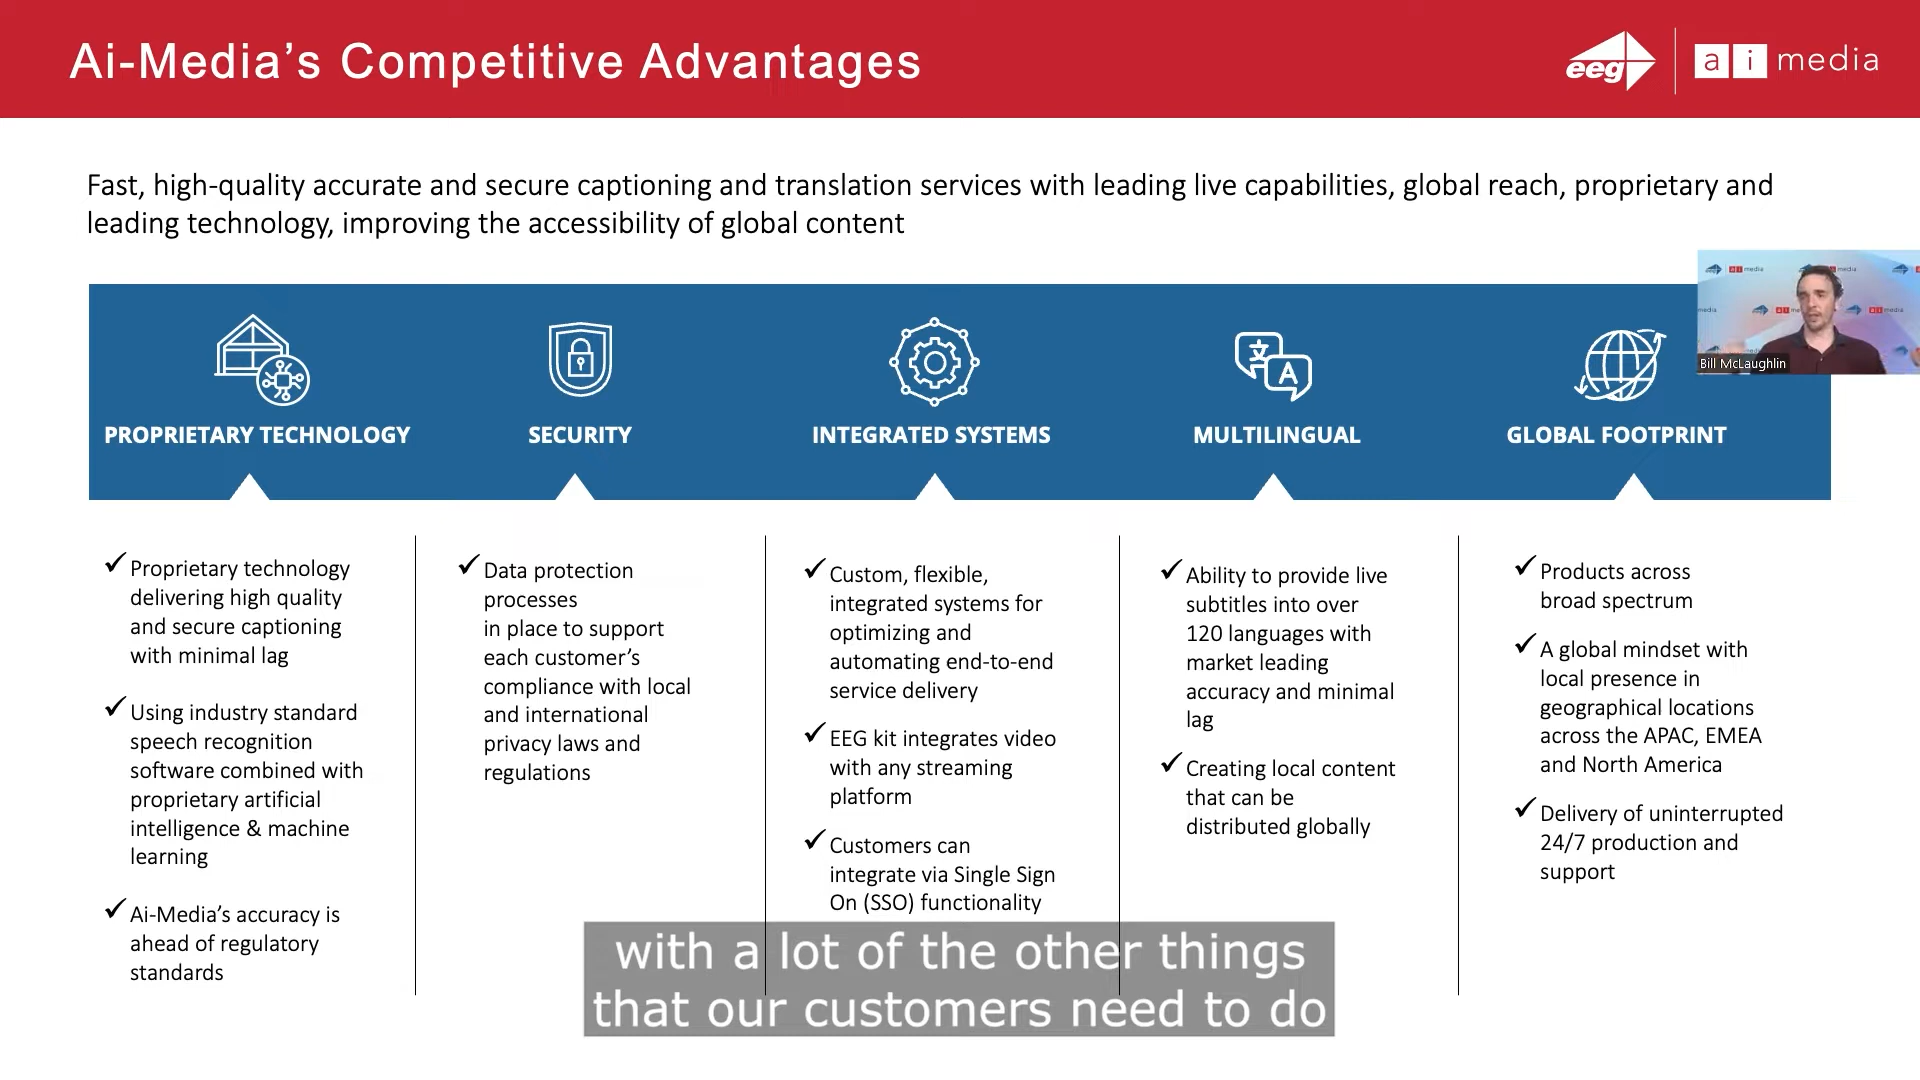 Ai-Media’s Competitive Advantages
eeg
ai media
Fast, high-quality accurate and secure captioning and translation services with leading live capabilities, global reach, proprietary and
leading technology, improving the accessibility of global content
Bill McLaughlin
PROPRIETARY TECHNOLOGY
SECURITY
INTEGRATED SYSTEMS
文
A
MULTILINGUAL
GLOBAL FOOTPRINT
Proprietary technology
delivering high quality
and secure captioning
with minimal lag
Using industry standard
speech recognition
software combined with
proprietary artificial
intelligence & machine
learning
Ai-Media’s accuracy is
ahead of regulatory
standards
Data protection
processes
in place to support
each customer’s
compliance with local
and international
privacy laws and
regulations
Custom, flexible,
integrated systems for
optimizing and
automating end-to-end
service delivery
EEG kit integrates video
with any streaming
platform
Customers can
integrate via Single Sign
On (SSO) functionality
Ability to provide live
subtitles into over
120 languages with
market leading
accuracy and minimal
lag
Creating local content
that can be
distributed globally
Products across
broad spectrum
A global mindset with
local presence in
geographical locations
across the APAC, EMEA
and North America
Delivery of uninterrupted
24/7 production and
support
with a lot of the other things
that our customers need to do